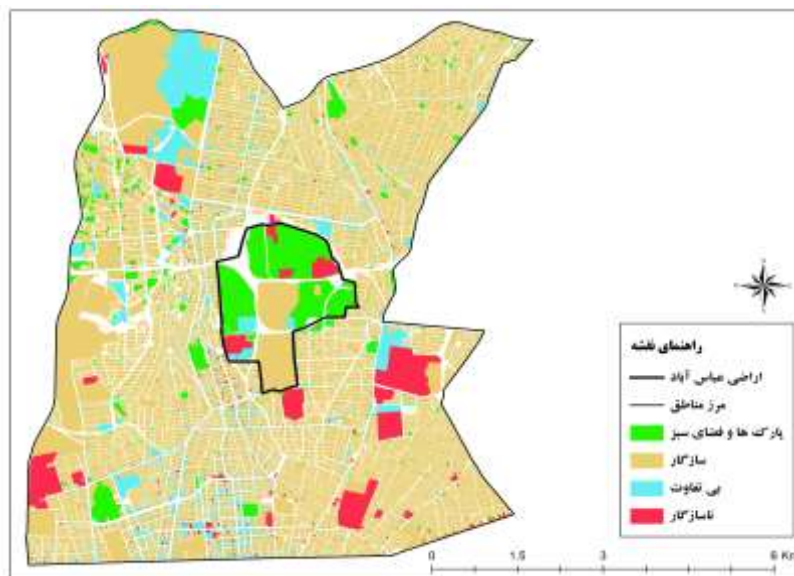 راهنمای نقشه
اراضی عباس آباد
مرز مناطق
پارک ها و فضای سبز
سازگار
بی تفاوت
ناسازگار
0 1.5 3 6 Km